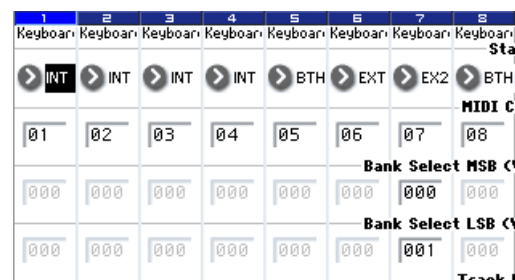 1 2 3 4 5 6 7 8
Keyboar Keyboar Keyboar Keyboar Keyboar Keyboar Keyboar Keyboar
Sta
INT INT INT INT BTH EXT EX2 BTH
MIDI C
01 02 03 04 05 06 07 08
Bank Select MSB (
000 000 000 000 000 000 000 000
Bank Select LSB (
000 000 000 000 000 000 001 000
Track